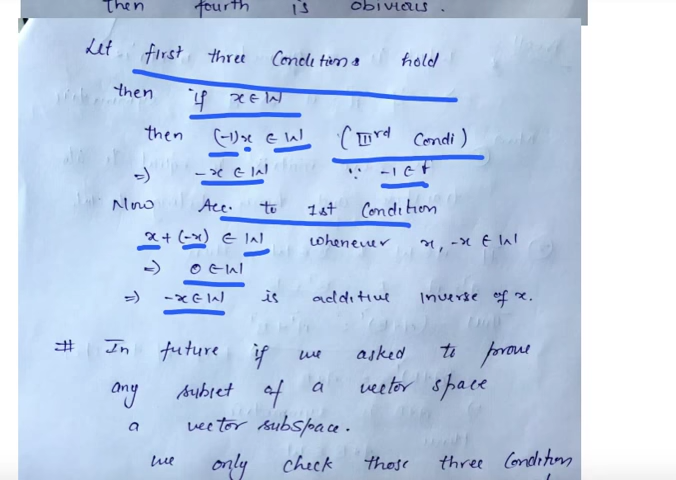 Then fourth is obivious.
Let first three Conditions hold
then if x ∈ W
then (-1)x ∈ W (IIIrd Condi)
=) -x ∈ W ∵ -1 ∈ F
Now Acc. to 1st Condition
x + (-x) ∈ W whenever x, -x ∈ W
=) 0 ∈ W
=) -x ∈ W is additive inverse of x.
# In future if we asked to prove
any subset of a vector space
a vector subspace.
we only check those three Condition